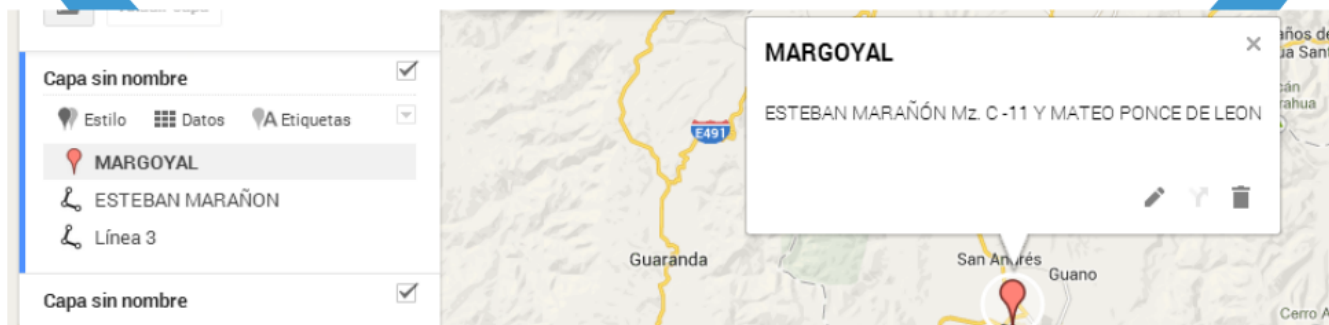 Capa sin nombre
Estilo Datos Etiquetas
MARGOYAL
ESTEBAN MARAÑON
Línea 3
Capa sin nombre
MARGOYAL
ESTEBAN MARAÑÓN Mz. C -11 Y MATEO PONCE DE LEON
E491
Guaranda
San Andrés
Guano
Cerro A